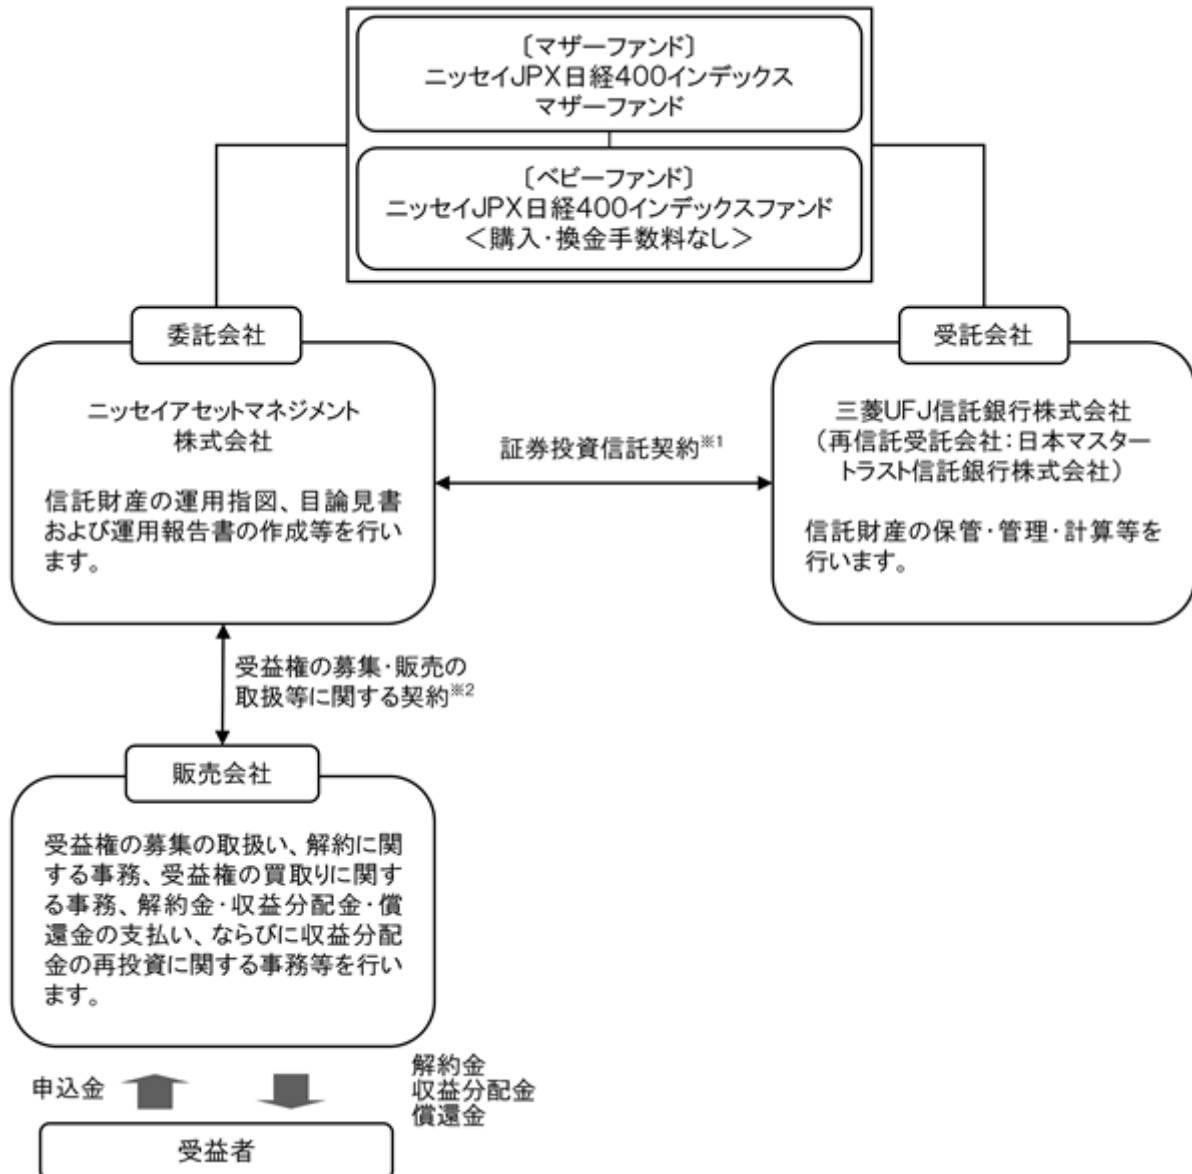 〔マザーファンド〕
ニッセイJPX日経400インデックス
マザーファンド
〔ベビーファンド〕
ニッセイJPX日経400インデックスファンド
＜購入・換金手数料なし＞
委託会社
ニッセイアセットマネジメント
株式会社
信託財産の運用指図、目論見書
および運用報告書の作成等を行い
ます。
証券投資信託契約※1
受託会社
三菱UFJ信託銀行株式会社
（再信託受託会社：日本マスター
トラスト信託銀行株式会社）
信託財産の保管・管理・計算等を
行います。
受益権の募集・販売の
取扱等に関する契約※2
販売会社
受益権の募集の取扱い、解約に関
する事務、受益権の買取りに関す
る事務、解約金・収益分配金・償
還金の支払い、ならびに収益分配
金の再投資に関する事務等を行い
ます。
申込金
解約金
収益分配金
償還金
受益者